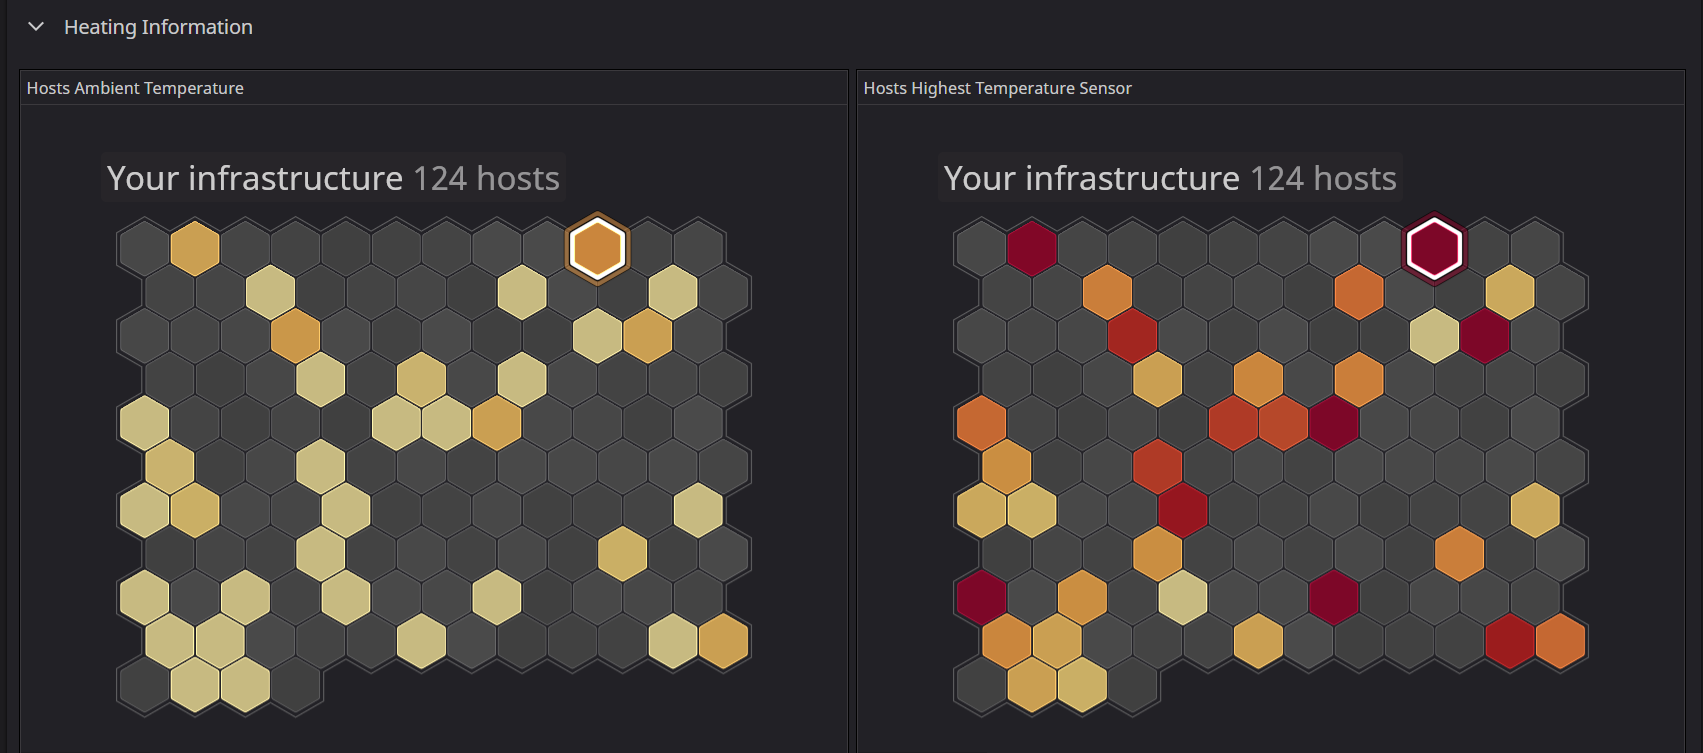 Heating Information
Hosts Ambient Temperature
Your infrastructure 124 hosts
Hosts Highest Temperature Sensor
Your infrastructure 124 hosts